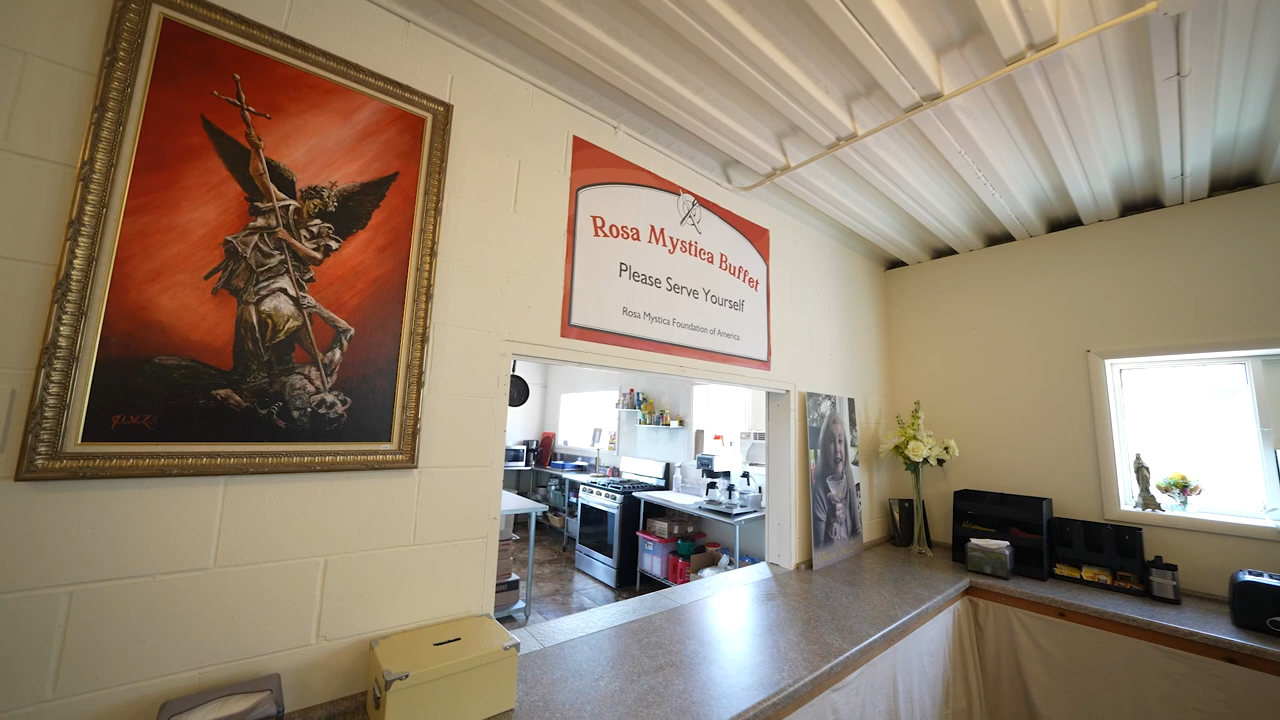 Rosa Mystica Buffet
Please Serve Yourself
Rosa Mystica Foundation of America